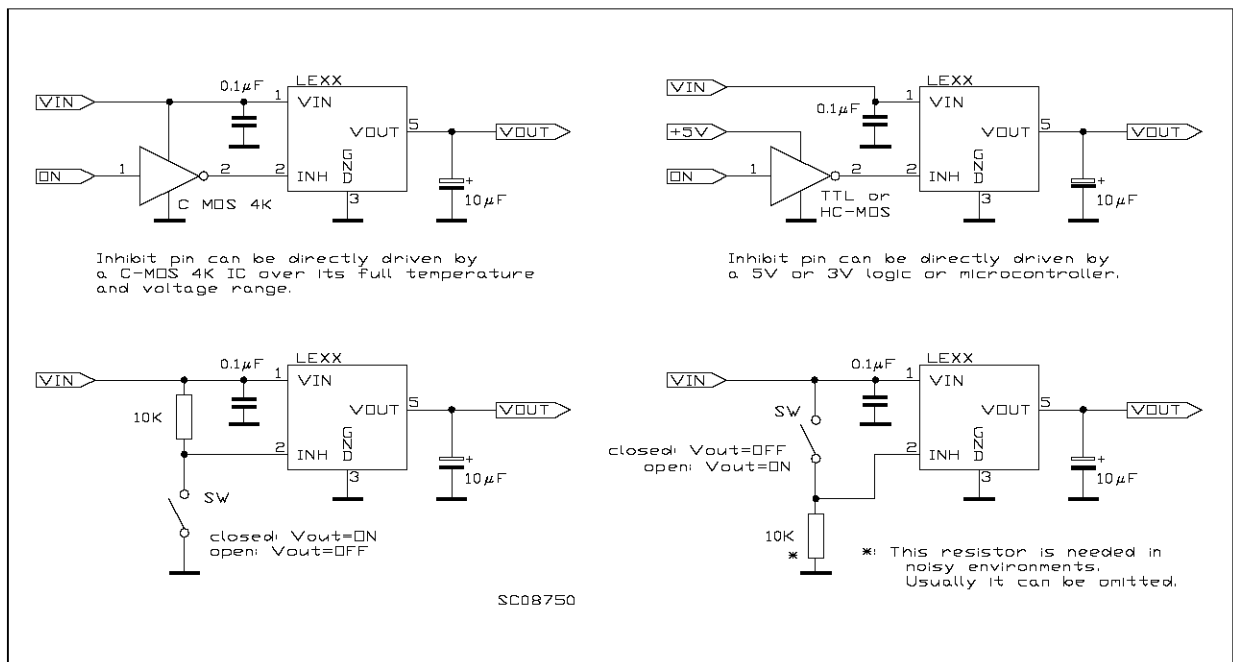 LEXX
VIN
0.1µF
1
VIN
VOUT
5
VOUT
ON
1
2
2
INH
GND
3
+
10µF
C MOS 4K
Inhibit pin can be directly driven by
a C-MOS 4K IC over its full temperature
and voltage range.
LEXX
VIN
0.1µF
1
VIN
+5V
VOUT
5
VOUT
ON
1
2
2
INH
GND
3
+
10µF
TTL or
HC-MOS
Inhibit pin can be directly driven by
a 5V or 3V logic or microcontroller.
LEXX
VIN
0.1µF
1
VIN
10K
VOUT
5
VOUT
2
INH
GND
3
+
10µF
SW
closed: Vout=ON
open: Vout=OFF
LEXX
VIN
0.1µF
1
VIN
SW
VOUT
5
VOUT
closed: Vout=OFF
open: Vout=ON
2
INH
GND
3
+
10µF
10K
*
*: This resistor is needed in
noisy environments.
Usually it can be omitted.
SC08750